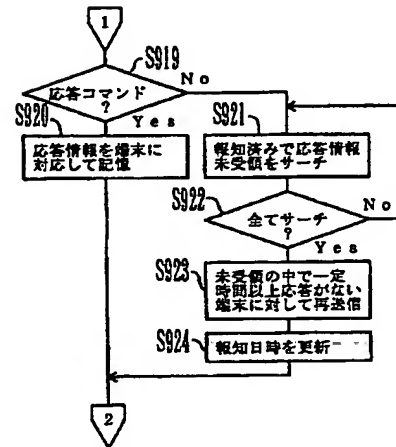 1
S919
応答コマンド
?
No
Yes
S920
応答情報を端末に
対応して記憶
S921
報知済みで応答情報
未受領をサーチ
S922
全てサーチ
?
No
Yes
S923
未受領の中で一定
時間以上応答がない
端末に対して再送信
S924
報知日時を更新
2